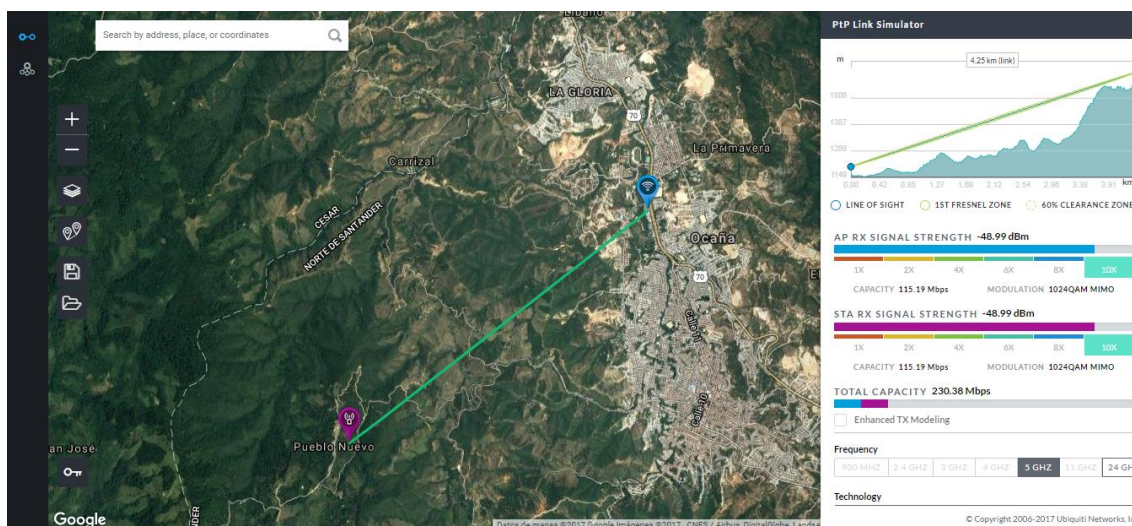 Search by address, place, or coordinates
Líbano
LA GLORIA
70
La Primavera
Carrizal
CESAR
NORTE DE SANTANDER
Ocaña
70
Calle 11
Calle 10
Pueblo Nuevo
an José
Google
Datos de mapas ©2017 Google Imágenes ©2017 , CNES / Airbus, DigitalGlobe, Landsa
PtP Link Simulator
m
4.25 km (link)
1508
1387
1268
1149
0.00 0.42 0.85 1.27 1.69 2.12 2.54 2.96 3.38 3.81 km
LINE OF SIGHT 1ST FRESNEL ZONE 60% CLEARANCE ZONE
AP RX SIGNAL STRENGTH -48.99 dBm
1X 2X 4X 6X 8X 10X
CAPACITY 115.19 Mbps MODULATION 1024QAM MIMO
STA RX SIGNAL STRENGTH -48.99 dBm
1X 2X 4X 6X 8X 10X
CAPACITY 115.19 Mbps MODULATION 1024QAM MIMO
TOTAL CAPACITY 230.38 Mbps
Enhanced TX Modeling
Frequency
900 MHZ 2.4 GHZ 3 GHZ 4 GHZ 5 GHZ 11 GHZ 24 GH
Technology
© Copyright 2006-2017 Ubiquiti Networks, I